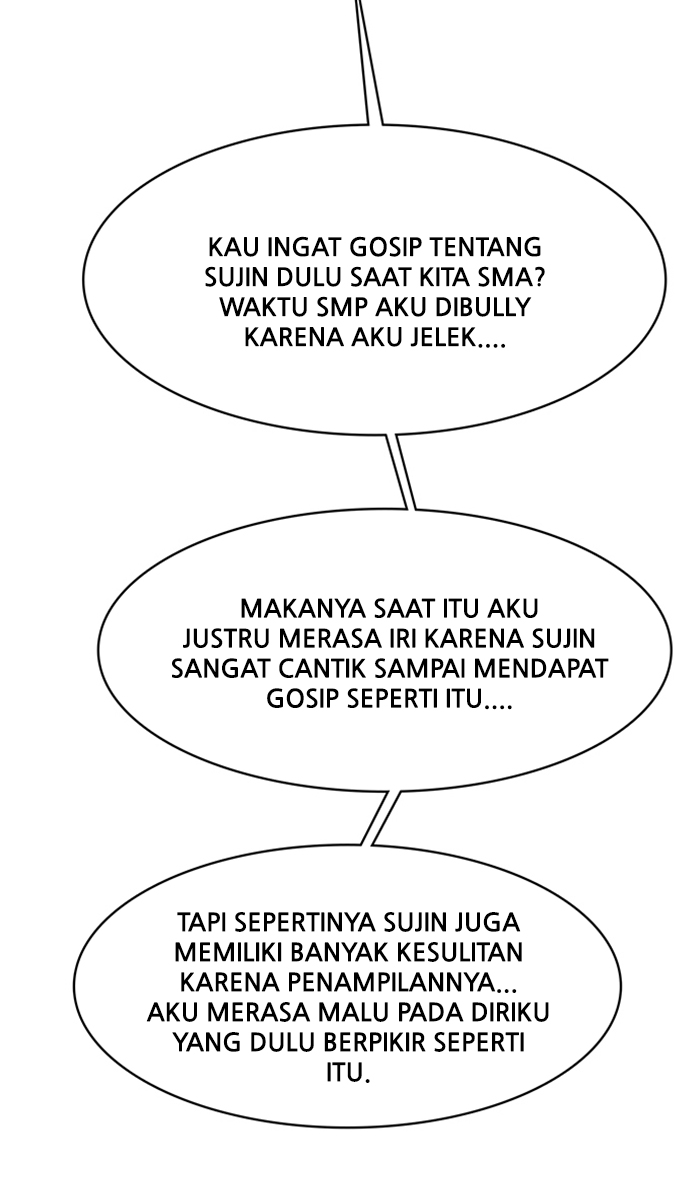 KAU INGAT GOSIP TENTANG
SUJIN DULU SAAT KITA SMA?
WAKTU SMP AKU DIBULLY
KARENA AKU JELEK....
MAKANYA SAAT ITU AKU
JUSTRU MERASA IRI KARENA SUJIN
SANGAT CANTIK SAMPAI MENDAPAT
GOSIP SEPERTI ITU....
TAPI SEPERTINYA SUJIN JUGA
MEMILIKI BANYAK KESULITAN
KARENA PENAMPILANNYA...
AKU MERASA MALU PADA DIRIKU
YANG DULU BERPIKIR SEPERTI
ITU.